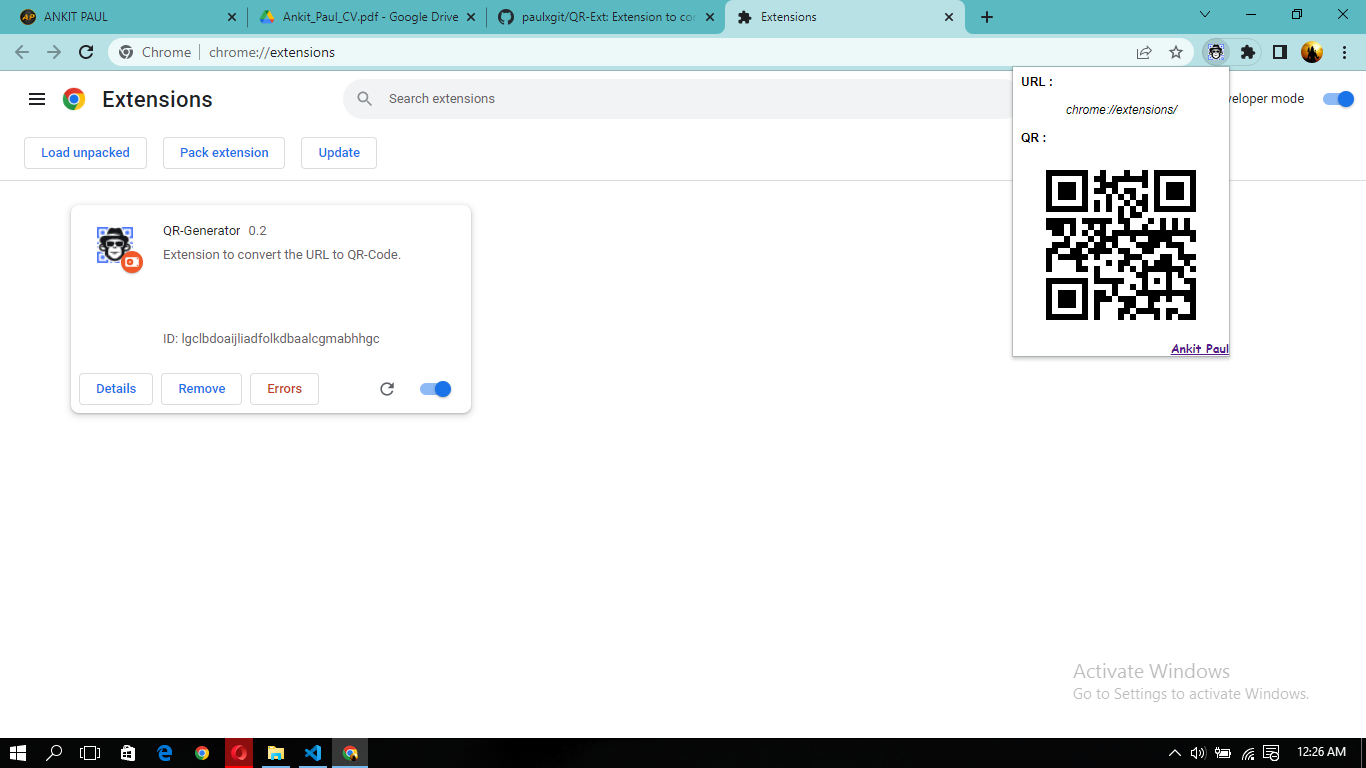 ANKIT PAUL
Ankit_Paul_CV.pdf - Google Drive
paulxgit/QR-Ext: Extension to co
Extensions
Chrome
chrome://extensions
Extensions
Search extensions
veloper mode
Load unpacked
Pack extension
Update
URL :
chrome://extensions/
QR :
Ankit Paul
QR-Generator 0.2
Extension to convert the URL to QR-Code.
ID: lgclbdoaijliadfolkdbaalcgmabhhgc
Details
Remove
Errors
Activate Windows
Go to Settings to activate Windows.
12:26 AM